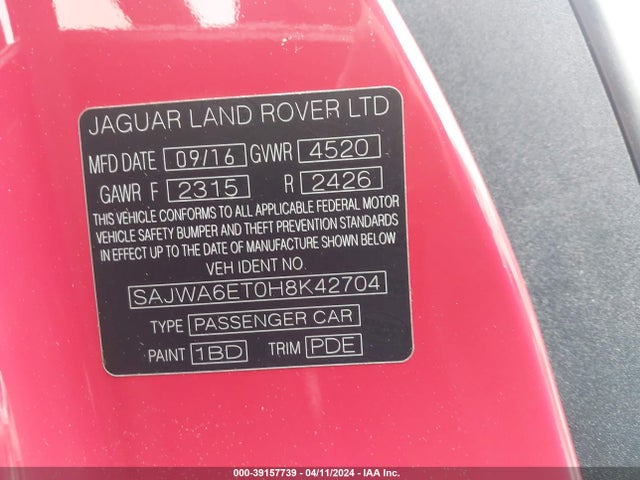 JAGUAR LAND ROVER LTD
MFD DATE 09/16 GVWR 4520
GAWR F 2315 R 2426
THIS VEHICLE CONFORMS TO ALL APPLICABLE FEDERAL MOTOR
VEHICLE SAFETY BUMPER AND THEFT PREVENTION STANDARDS
IN EFFECT UP TO THE DATE OF MANUFACTURE SHOWN BELOW
VEH IDENT NO.
SAJWA6ET0H8K42704
TYPE PASSENGER CAR
PAINT 1BD TRIM PDE
000-39157739 - 04/11/2024 - IAA Inc.